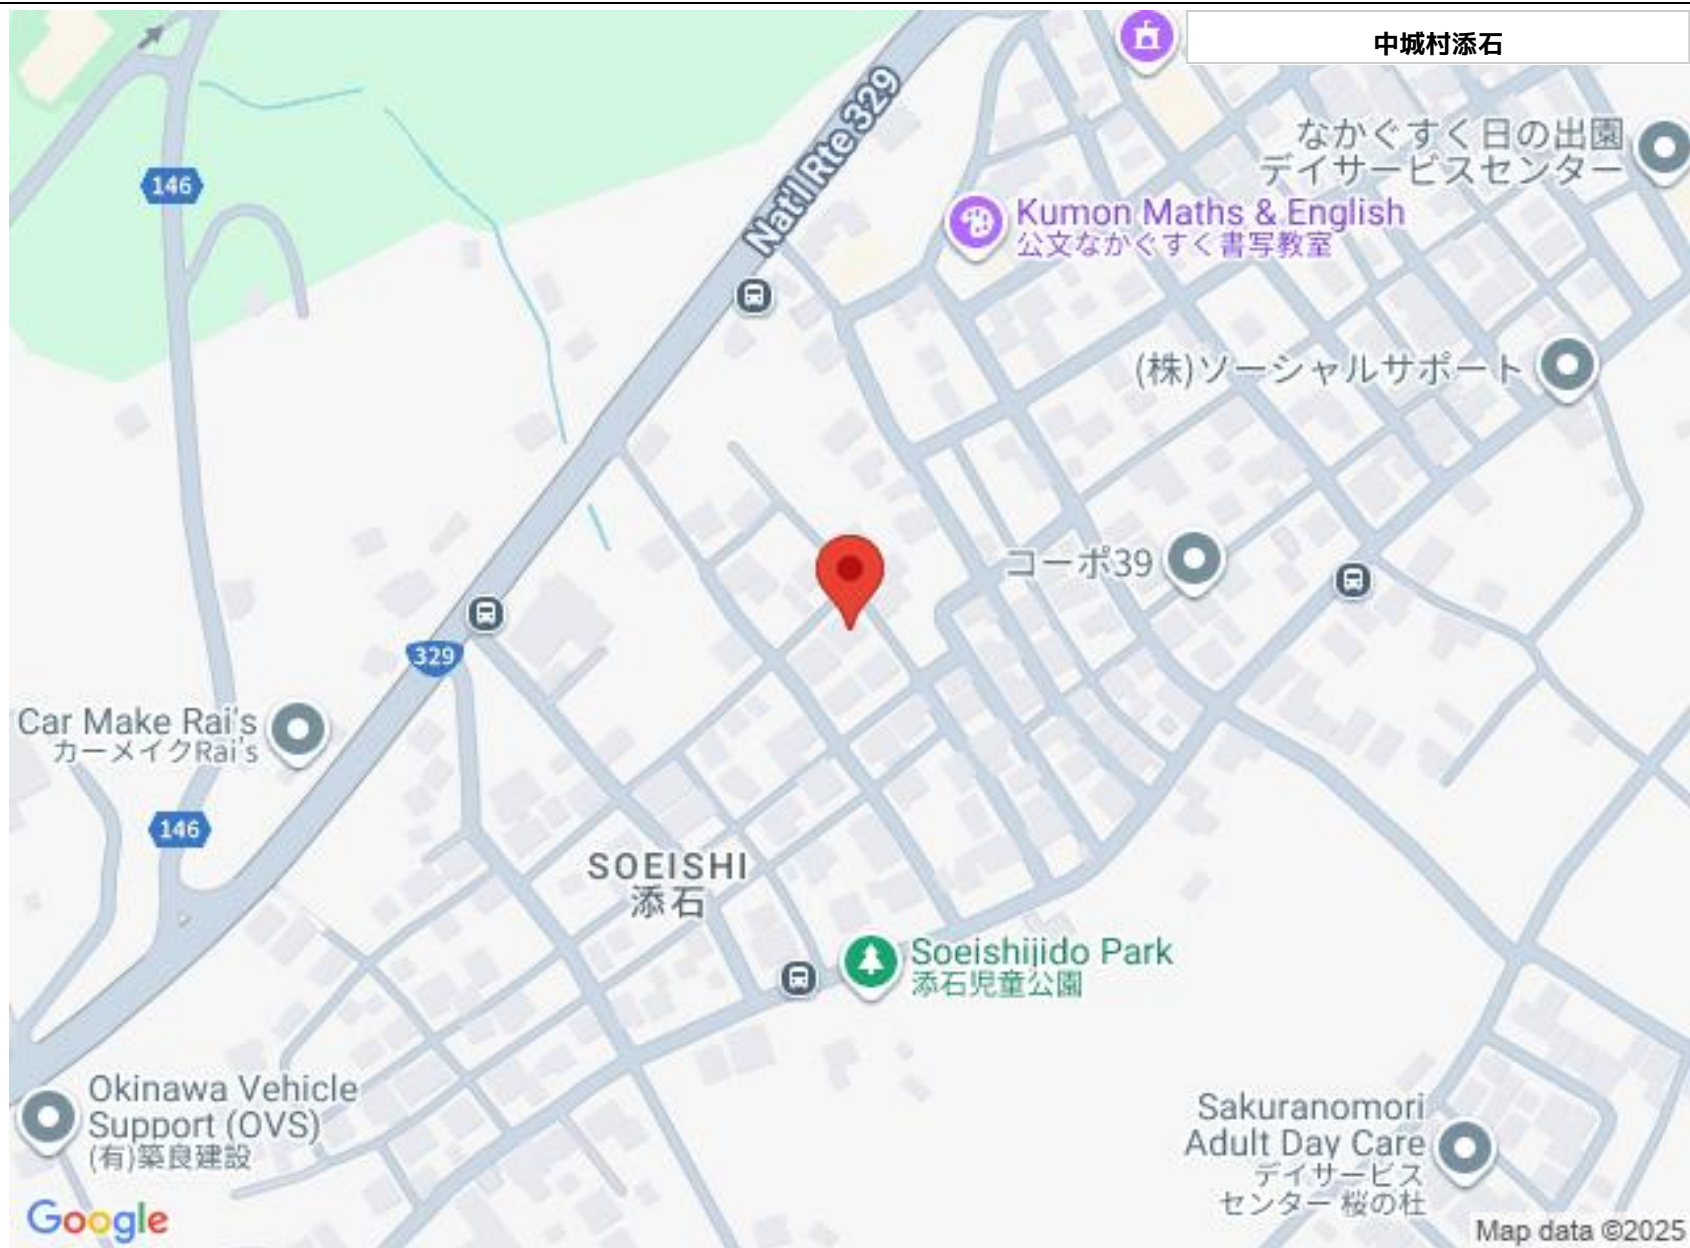 中城村添石
Nat'l Rte 329
146
なかぐすく日の出園
デイサービスセンター
Kumon Maths & English
公文なかぐすく書写教室
(株)ソーシャルサポート
コーポ39
329
Car Make Rai's
カーメイクRai's
146
SOEISHI
添石
Soeishijido Park
添石児童公園
Okinawa Vehicle
Support (OVS)
(有)築良建設
Sakuranomori
Adult Day Care
デイサービス
センター 桜の杜
Google
Map data ©2025